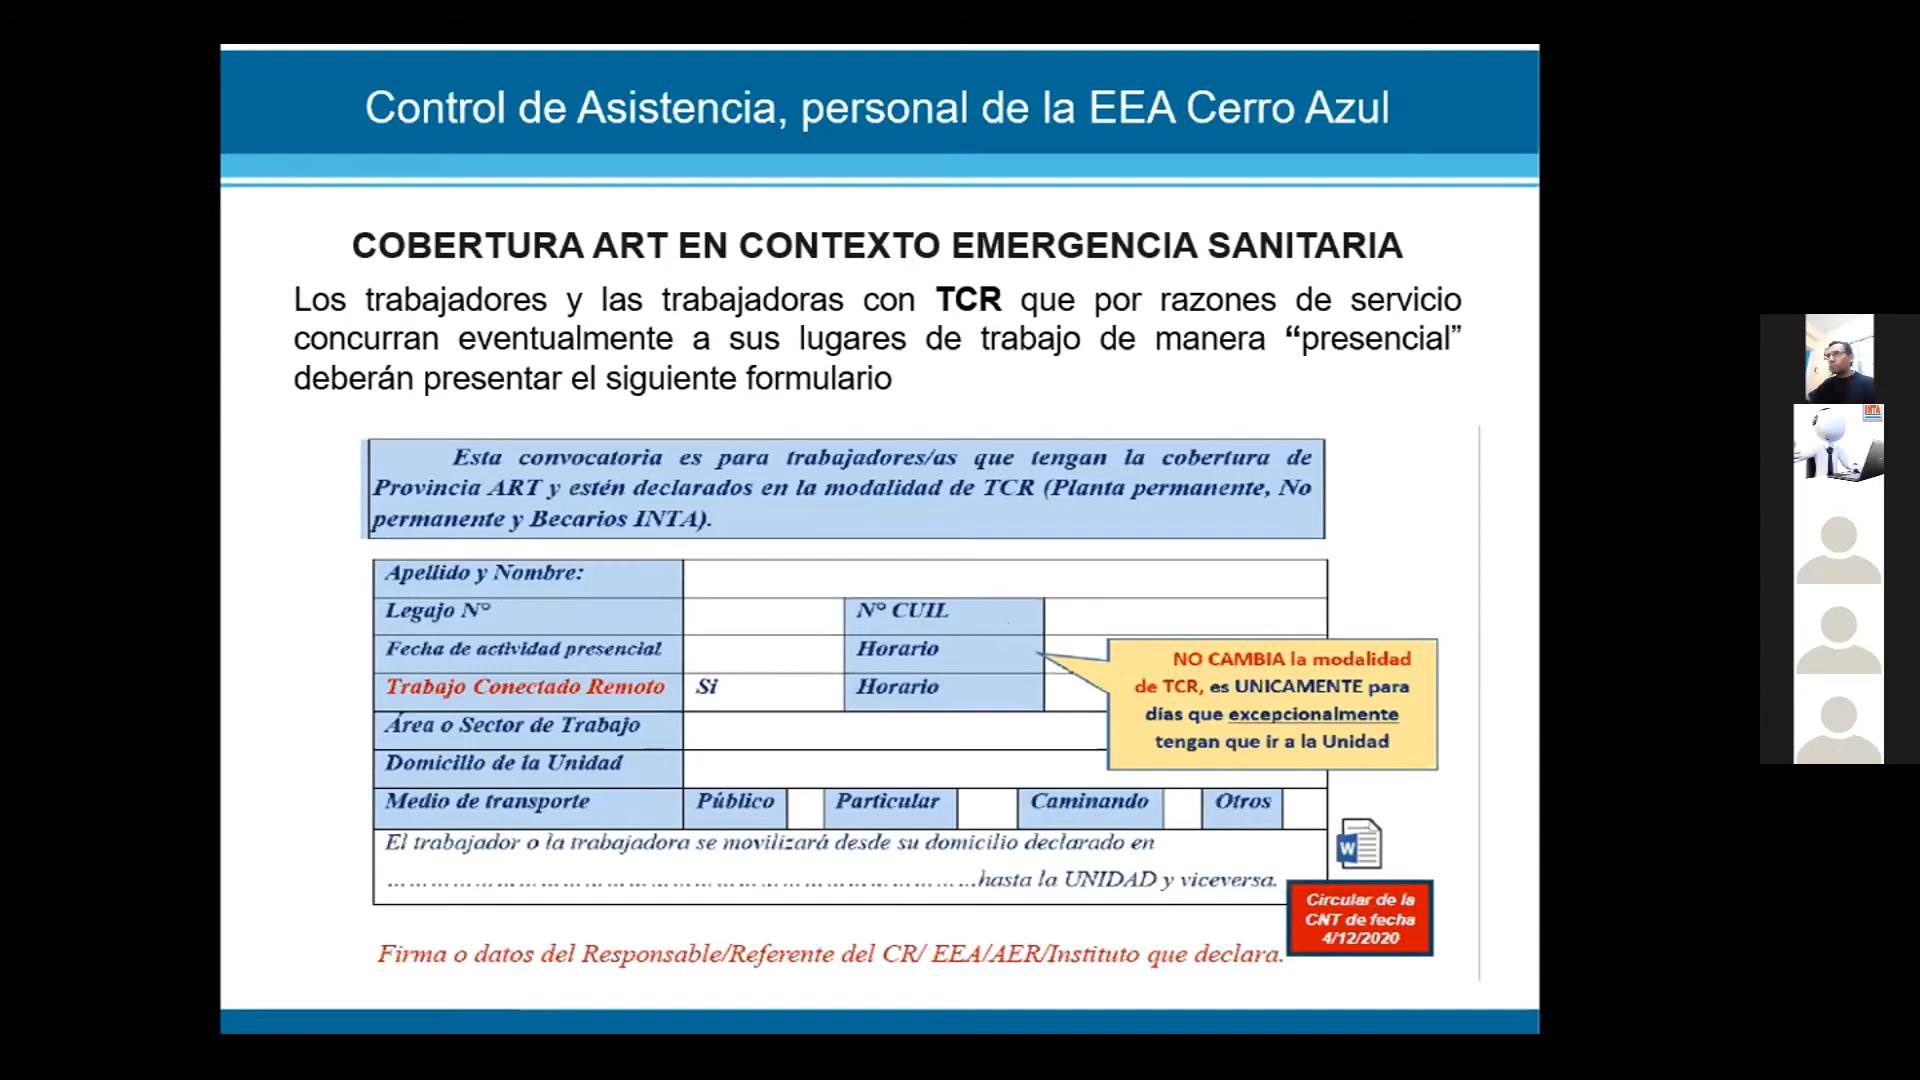 Control de Asistencia, personal de la EEA Cerro Azul
COBERTURA ART EN CONTEXTO EMERGENCIA SANITARIA
Los trabajadores y las trabajadoras con TCR que por razones de servicio
concurran eventualmente a sus lugares de trabajo de manera “presencial”
deberán presentar el siguiente formulario
Esta convocatoria es para trabajadores/as que tengan la cobertura de
Provincia ART y estén declarados en la modalidad de TCR (Planta permanente, No
permanente y Becarios INTA).
Apellido y Nombre:
Legajo N° N° CUIL
Fecha de actividad presencial Horario
Trabajo Conectado Remoto Si Horario
Área o Sector de Trabajo
Domicilio de la Unidad
NO CAMBIA la modalidad
de TCR, es UNICAMENTE para
días que excepcionalmente
tengan que ir a la Unidad
Medio de transporte Público Particular Caminando Otros
El trabajador o la trabajadora se movilizará desde su domicilio declarado en
....................................................hasta la UNIDAD y viceversa.
W
Circular de la
CNT de fecha
4/12/2020
Firma o datos del Responsable/Referente del CR/ EEA/AER/Instituto que declara.
INTA